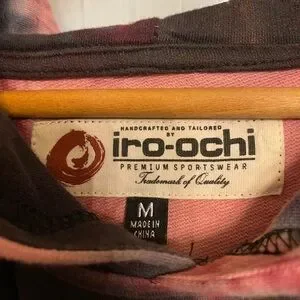 HANDCRAFTED AND TAILORED
BY
iro-ochi
PREMIUM SPORTSWEAR
Trademark of Quality
M
MADE IN
CHINA